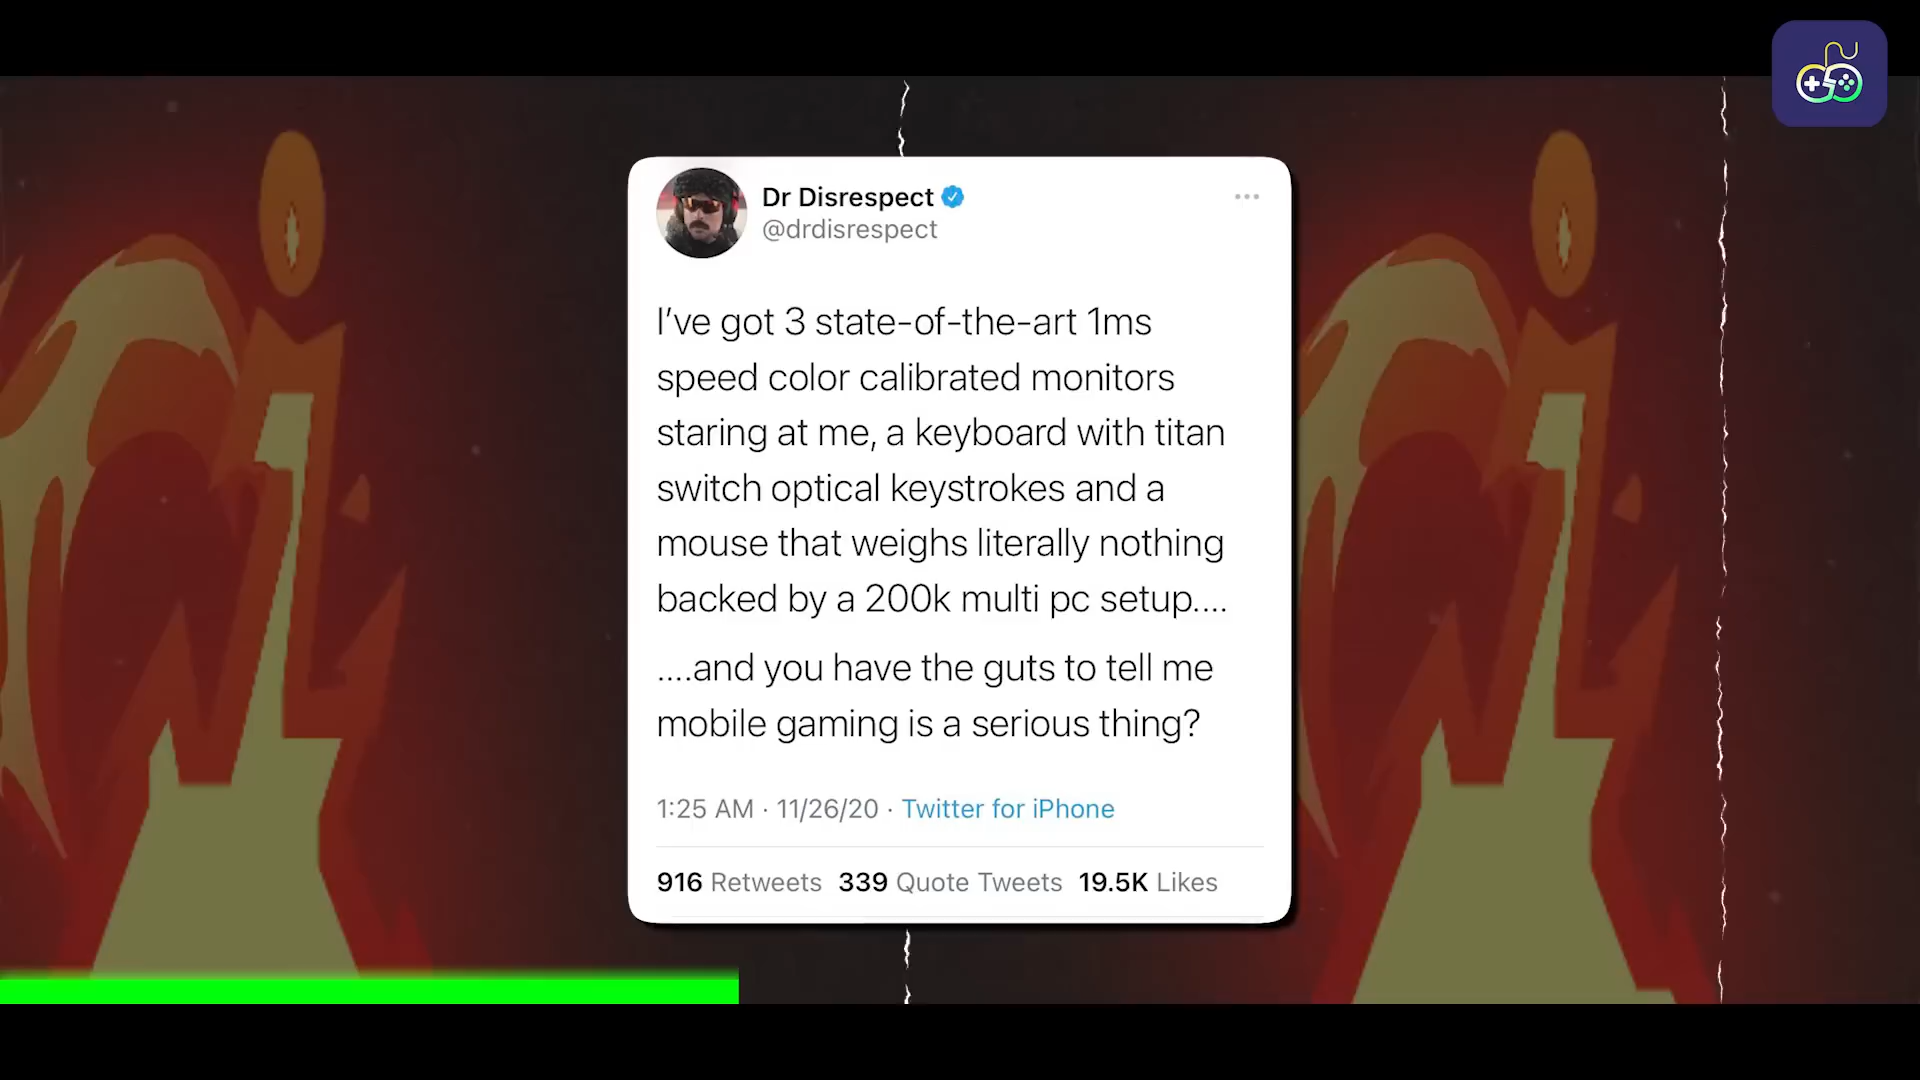 Dr Disrespect
@drdisrespect
I’ve got 3 state-of-the-art 1ms
speed color calibrated monitors
staring at me, a keyboard with titan
switch optical keystrokes and a
mouse that weighs literally nothing
backed by a 200k multi pc setup....
....and you have the guts to tell me
mobile gaming is a serious thing?
1:25 AM · 11/26/20 · Twitter for iPhone
916 Retweets 339 Quote Tweets 19.5K Likes